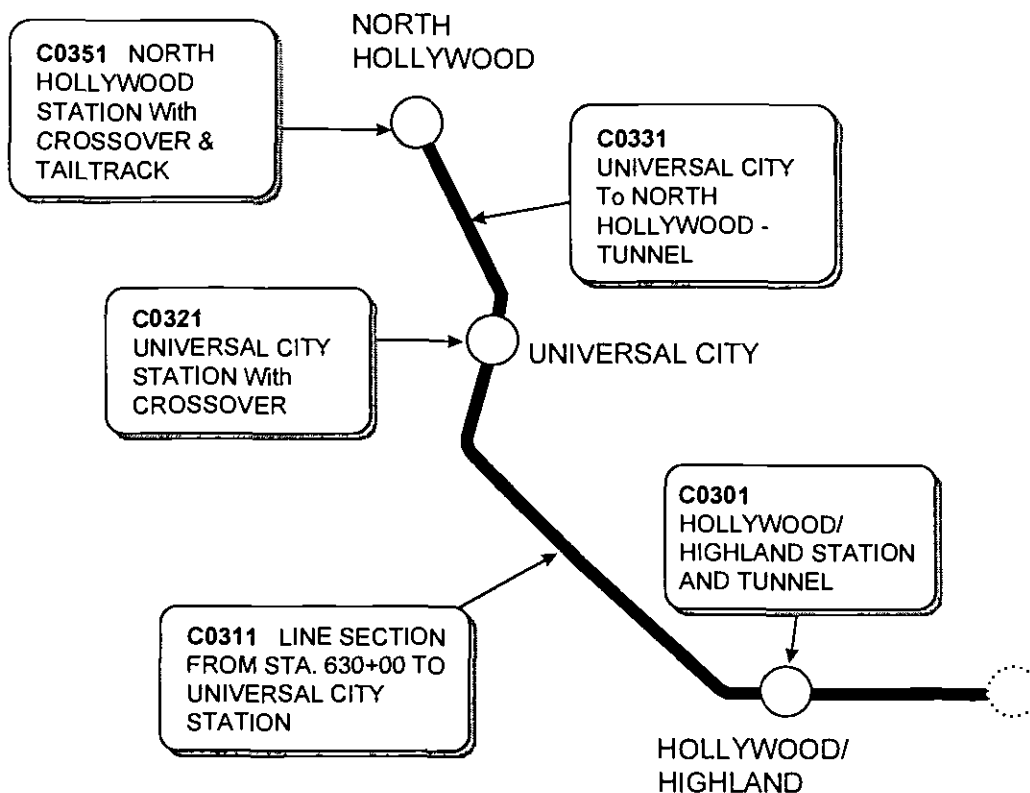 NORTH
HOLLYWOOD
C0351 NORTH
HOLLYWOOD
STATION With
CROSSOVER &
TAILTRACK
C0331
UNIVERSAL CITY
To NORTH
HOLLYWOOD -
TUNNEL
C0321
UNIVERSAL CITY
STATION With
CROSSOVER
UNIVERSAL CITY
C0301
HOLLYWOOD/
HIGHLAND STATION
AND TUNNEL
C0311 LINE SECTION
FROM STA. 630+00 TO
UNIVERSAL CITY
STATION
HOLLYWOOD/
HIGHLAND